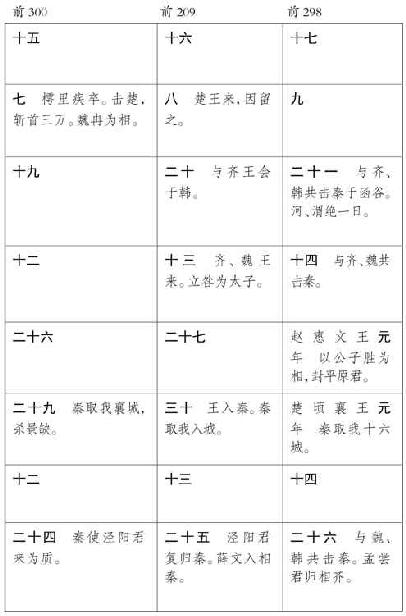 前300
前209
前298
十五
十六
十七
七 樗里疾卒。击楚,
斩首三万。魏冉为相。
八 楚王来,因留
之。
九
十九
二十 与齐王会
于韩。
二十一 与齐、
韩共击秦于函谷。
河、渭绝一日。
十二
十三 齐、魏王
来。立咎为太子。
十四 与齐、魏共
击秦。
二十六
二十七
赵惠文王元
年 以公子胜为
相,封平原君。
二十九 秦取我襄城,
杀景缺。
三十 王入秦。秦
取我八城。
楚顷襄王元
年 秦取我十六
城。
十二
十三
十四
二十四 秦使泾阳君
来为质。
二十五 泾阳君
复归秦。薛文入相
秦。
二十六 与魏、
韩共击秦。孟尝
君归相齐。